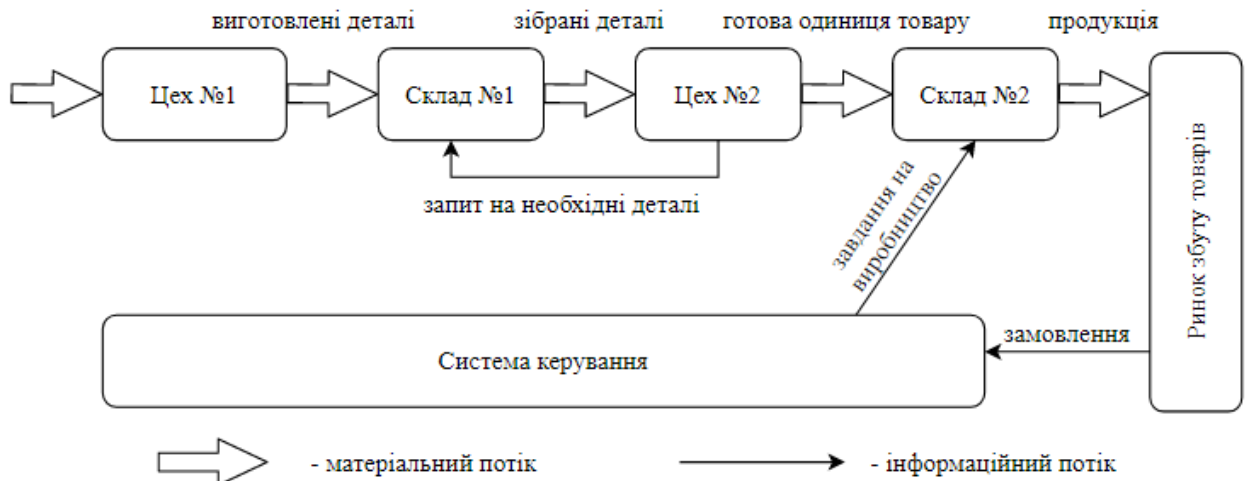 виготовлені деталі
зібрані деталі
готова одиниця товару
продукція
Цех №1
Склад №1
Цех №2
Склад №2
запит на необхідні деталі
завдання на
виробництво
Ринок збуту товарів
замовлення
Система керування
- матеріальний потік
- інформаційний потік